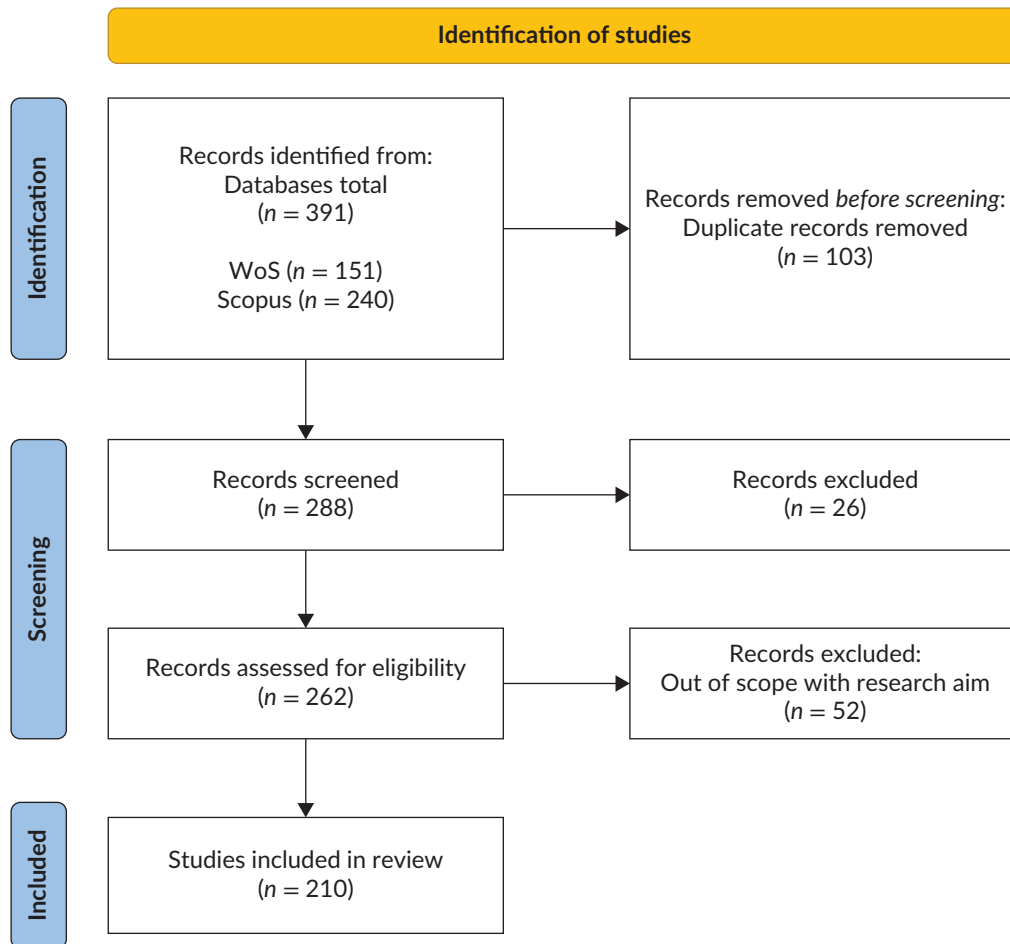 Identification of studies
Identification
Records identified from:
Databases total
(n = 391)
WoS (n = 151)
Scopus (n = 240)
Records removed before screening:
Duplicate records removed
(n = 103)
Screening
Records screened
(n = 288)
Records excluded
(n = 26)
Records assessed for eligibility
(n = 262)
Records excluded:
Out of scope with research aim
(n = 52)
Included
Studies included in review
(n = 210)